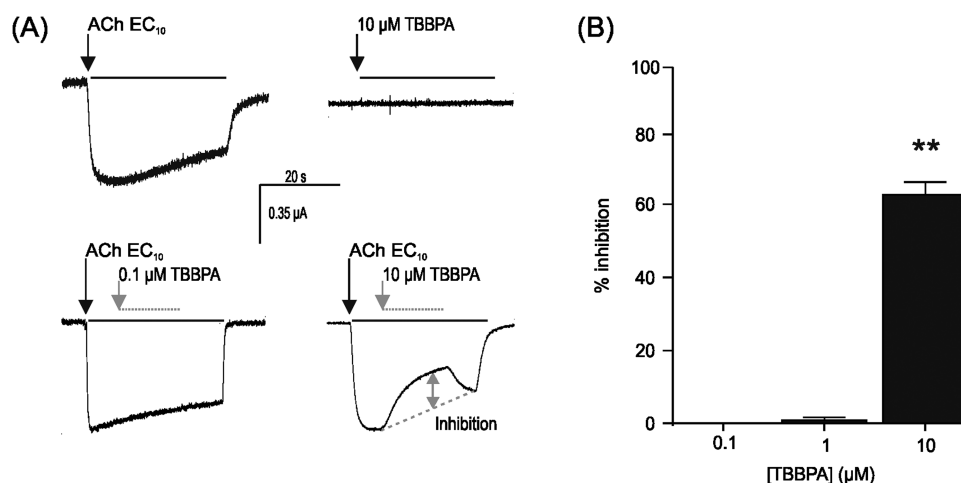 (A)
ACh EC₁₀
10 µM TBBPA
20 s
0.35 µA
ACh EC₁₀
0.1 µM TBBPA
ACh EC₁₀
10 µM TBBPA
Inhibition
(B)
100
80
60
40
20
0
% inhibition
**
0.1
1
10
[TBBPA] (µM)